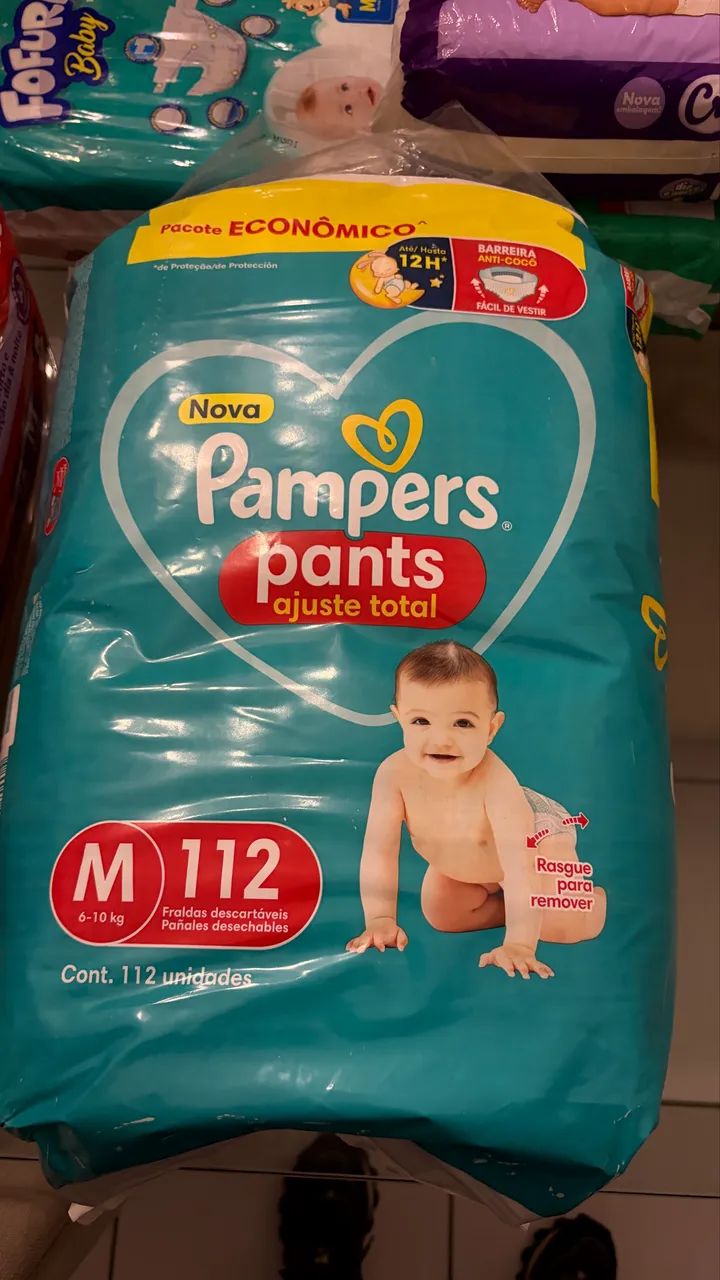 Baby
Nova
embalagem!
Pacote ECONÔMICO^
*de Proteção/de Protección
Até/Hasta
12H*
BARREIRA
ANTI-COCÔ
FÁCIL DE VESTIR
Nova
Pampers®
pants
ajuste total
M
6-10 kg
112
Fraldas descartáveis
Pañales desechables
Cont. 112 unidades
Rasgue
para
remover